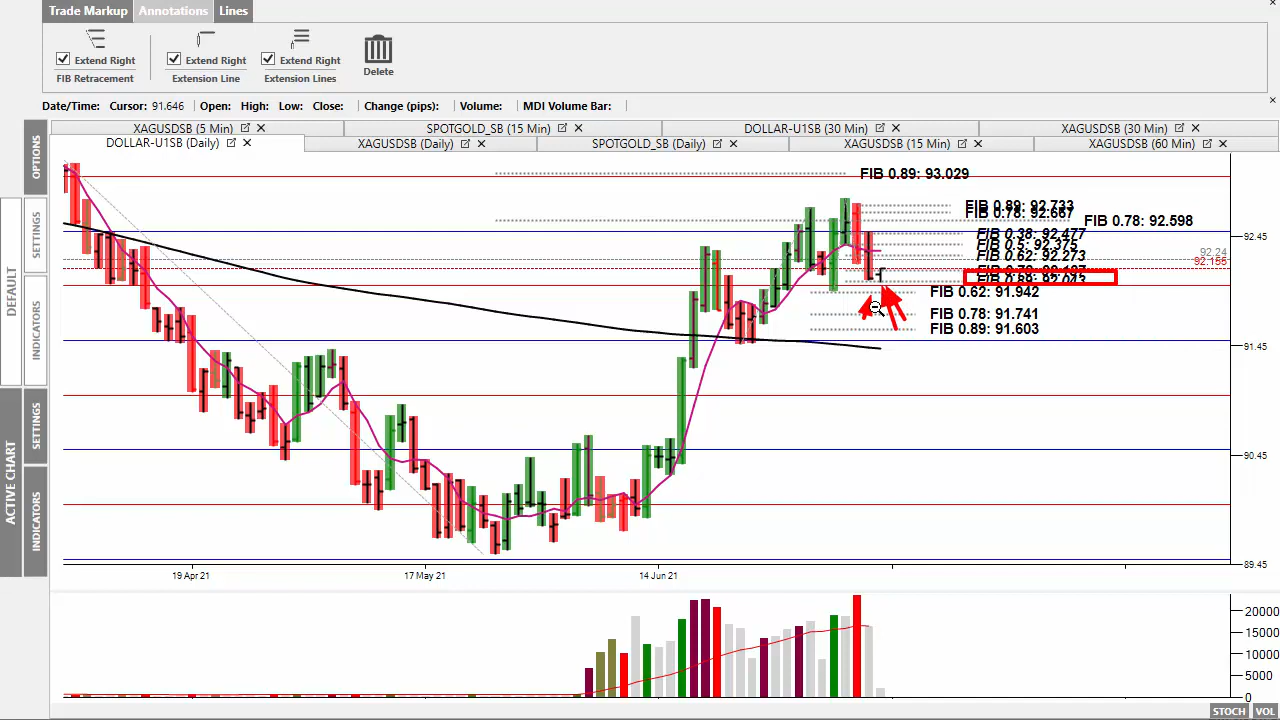 Trade Markup Annotations Lines
Extend Right Extend Right Extend Right
FIB Retracement Extension Line Extension Lines Delete
Date/Time: Cursor: 91.646 Open: High: Low: Close: Change (pips): Volume: MDI Volume Bar:
XAGUSDSB (5 Min) SPOTGOLD_SB (15 Min) DOLLAR-U1SB (30 Min) XAGUSDSB (30 Min)
DOLLAR-U1SB (Daily) XAGUSDSB (Daily) SPOTGOLD_SB (Daily) XAGUSDSB (15 Min) XAGUSDSB (60 Min)
OPTIONS
SETTINGS
INDICATORS
DEFAULT
SETTINGS
INDICATORS
ACTIVE CHART
FIB 0.89: 93.029
FIB 0.89: 92.733
FIB 0.78: 92.667
FIB 0.78: 92.598
FIB 0.38: 92.477
FIB 0.5: 92.375
FIB 0.62: 92.273
FIB 0.89: 92.043
FIB 0.62: 91.942
FIB 0.78: 91.741
FIB 0.89: 91.603
92.45
92.24
92.155
91.45
90.45
89.45
19 Apr 21 17 May 21 14 Jun 21
20000
15000
10000
5000
0
STOCH VOL